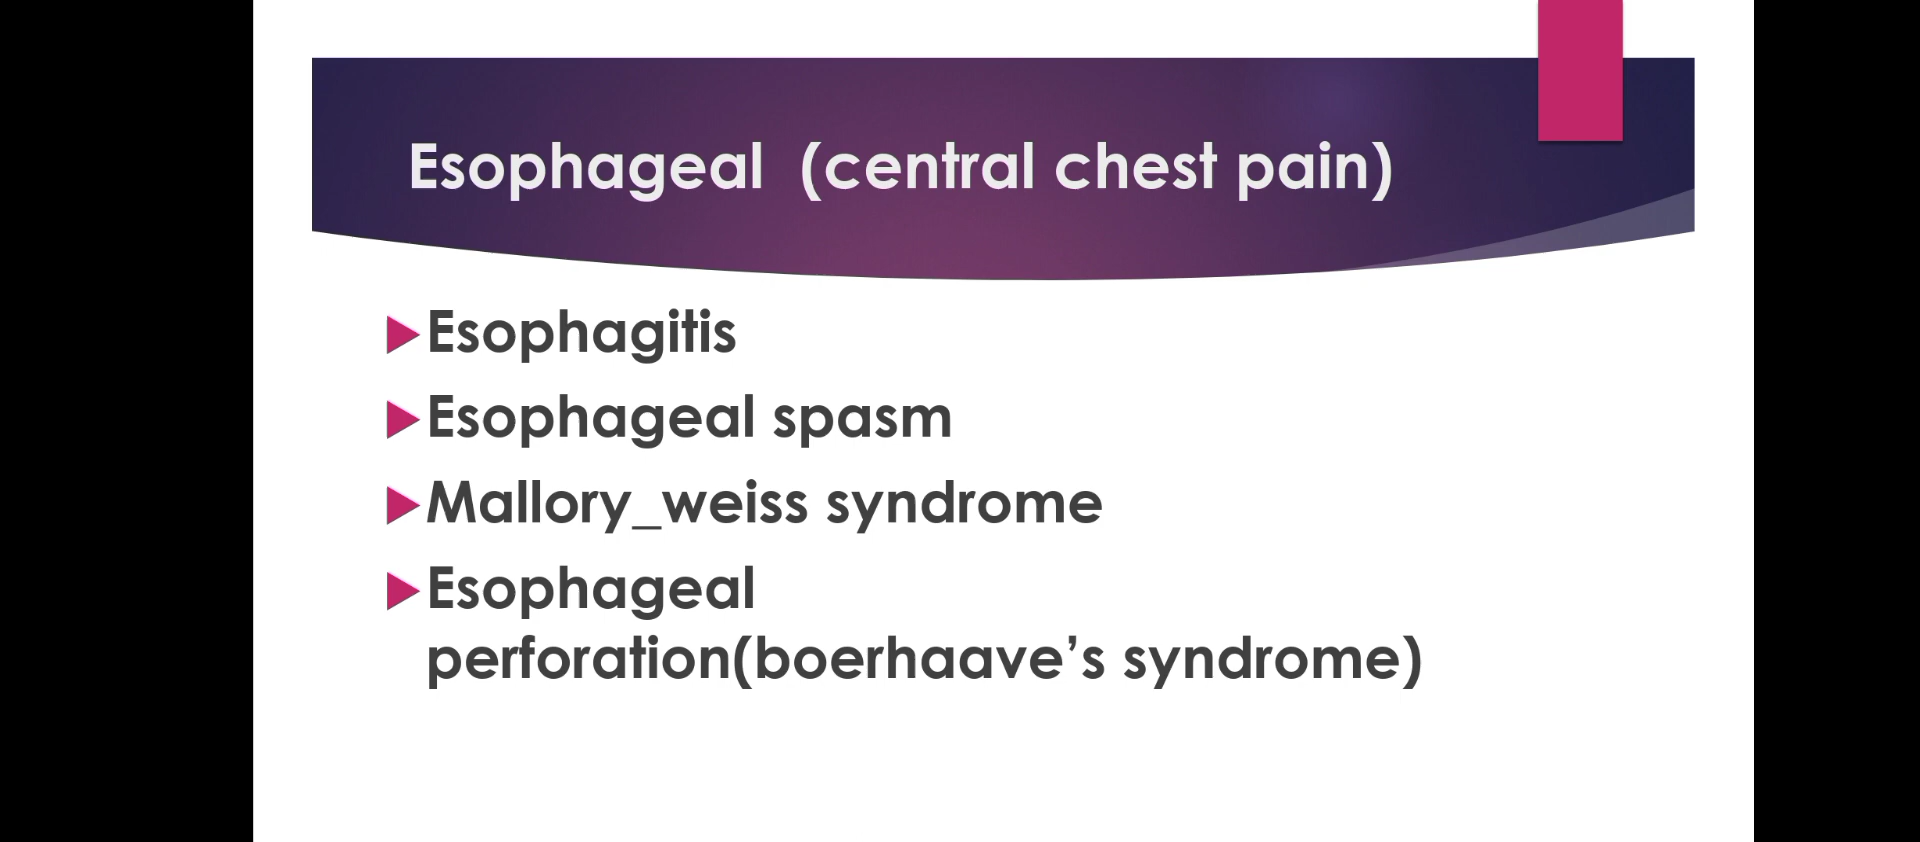 Esophageal  (central chest pain)
Esophagitis
Esophageal spasm
Mallory_weiss syndrome
Esophageal
perforation(boerhaave’s syndrome)